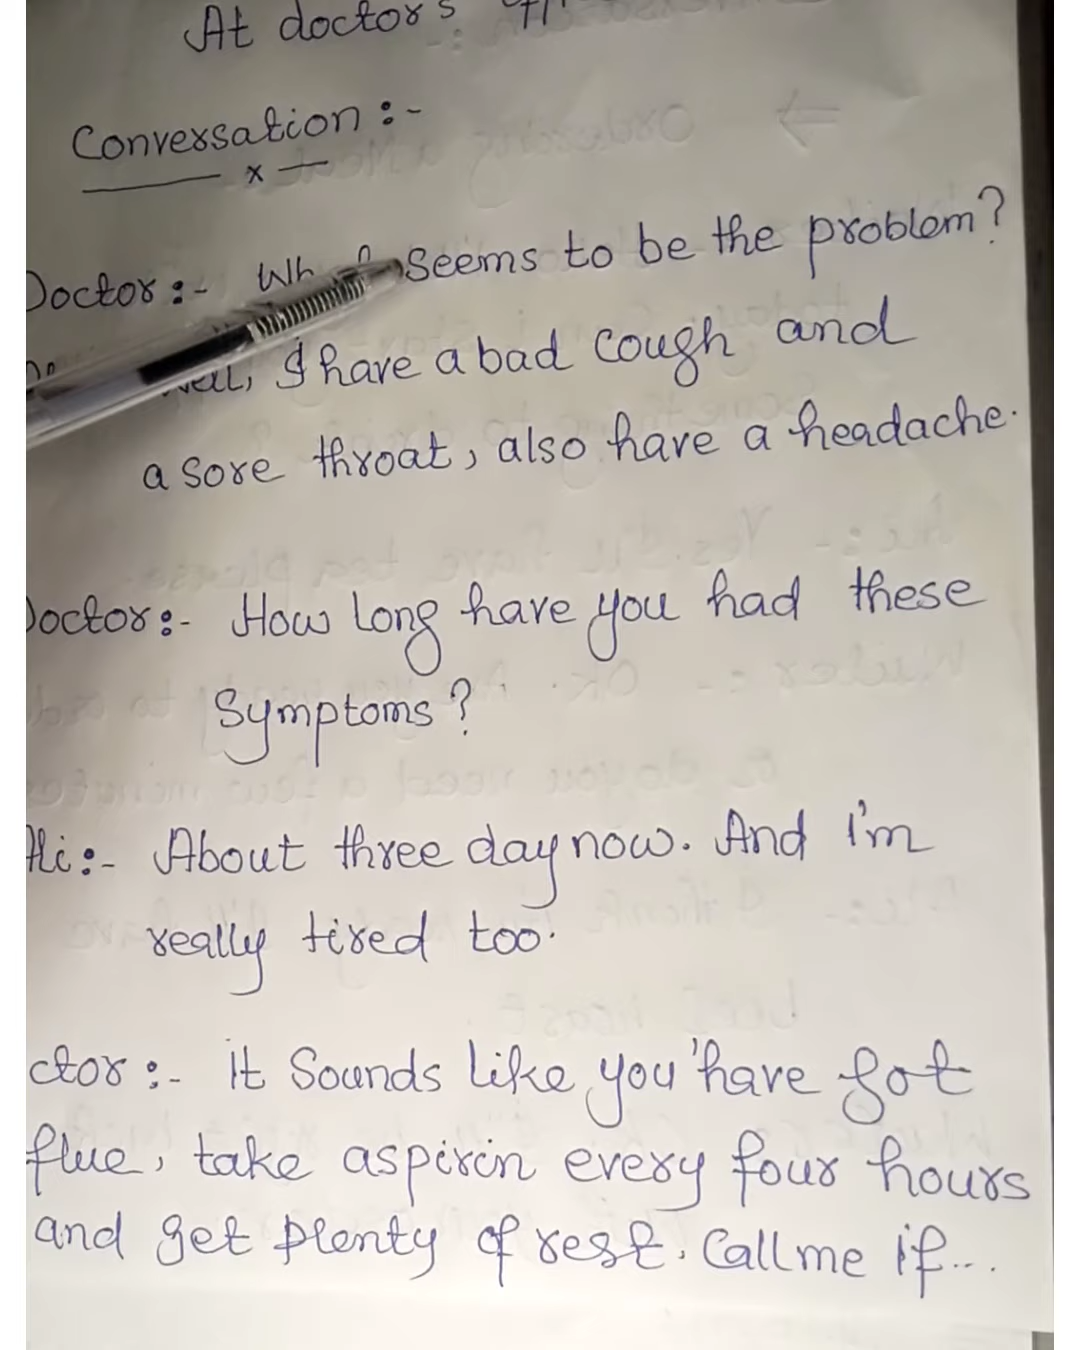 At doctor's
Conversation :-
x
Doctor :- seems to be the problem?
I have a bad cough and
a sore throat, also have a headache.
Doctor :- How long have you had these
Symptoms?
Ali :- About three day now. And I'm
really tired too.
ctor :- it Sounds like you'have got
flue, take aspirin every four hours
and get plenty of rest. Call me if...